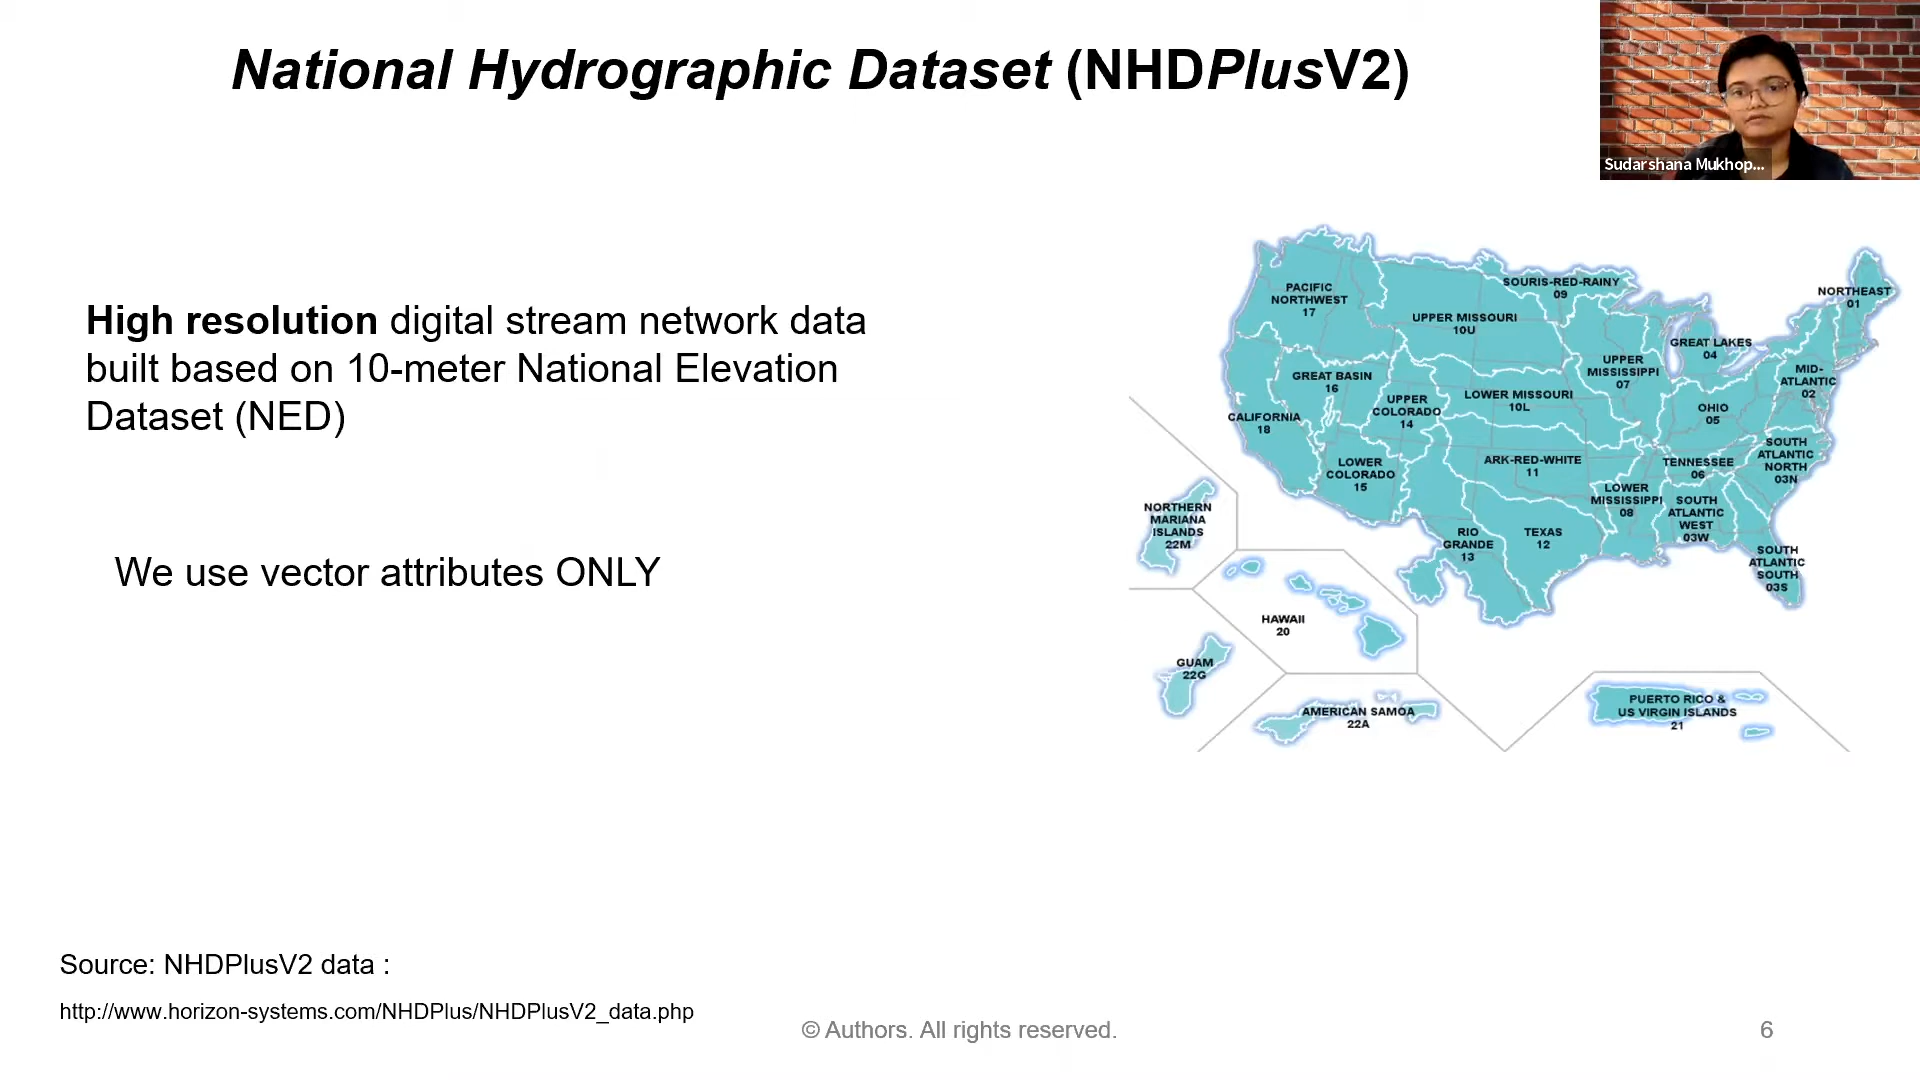 National Hydrographic Dataset (NHDPlusV2)
Sudarshana Mukhop...
High resolution digital stream network data
built based on 10-meter National Elevation
Dataset (NED)
We use vector attributes ONLY
PACIFIC
NORTHWEST
17
SOURIS-RED-RAINY
09
NORTHEAST
01
UPPER MISSOURI
10U
GREAT LAKES
04
UPPER
MISSISSIPPI
07
MID-
ATLANTIC
02
GREAT BASIN
16
LOWER MISSOURI
10L
UPPER
COLORADO
14
OHIO
05
CALIFORNIA
18
SOUTH
ATLANTIC
NORTH
03N
LOWER
COLORADO
15
ARK-RED-WHITE
11
TENNESSEE
06
LOWER
MISSISSIPPI
08
SOUTH
ATLANTIC
WEST
03W
NORTHERN
MARIANA
ISLANDS
22M
RIO
GRANDE
13
TEXAS
12
SOUTH
ATLANTIC
SOUTH
03S
HAWAII
20
GUAM
22G
AMERICAN SAMOA
22A
PUERTO RICO &
US VIRGIN ISLANDS
21
Source: NHDPlusV2 data :
http://www.horizon-systems.com/NHDPlus/NHDPlusV2_data.php
© Authors. All rights reserved.
6